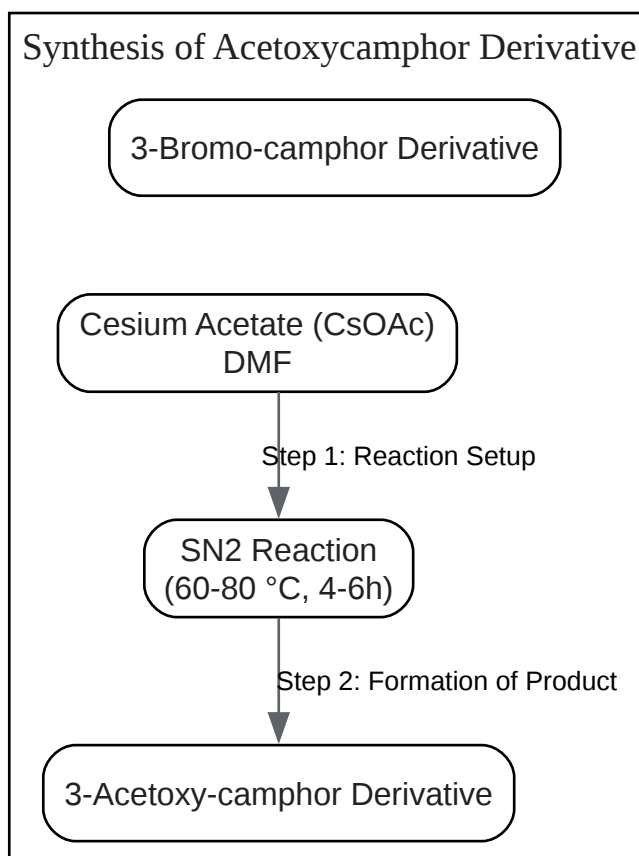 Synthesis of Acetoxycamphor Derivative
3-Bromo-camphor Derivative
Cesium Acetate (CsOAc)
DMF
Step 1: Reaction Setup
SN2 Reaction
(60-80 °C, 4-6h)
Step 2: Formation of Product
3-Acetoxy-camphor Derivative